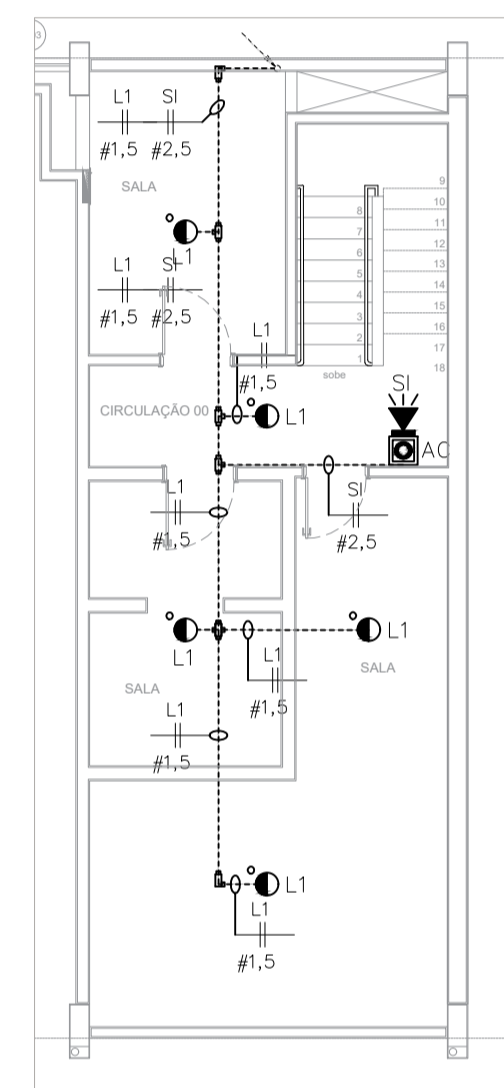 03
L1 SI
#1,5 #2,5
SALA
9
10
8
11
7
12
6
13
5
14
4
15
3
16
2
17
1
18
L1
L1 SI
#1,5 #2,5
L1
#1,5
sobe
SI
CIRCULAÇÃO 00
L1
AC
L1
#1,5
SI
#2,5
L1
L1
L1
#1,5
SALA
SALA
L1
#1,5
L1
L1
#1,5